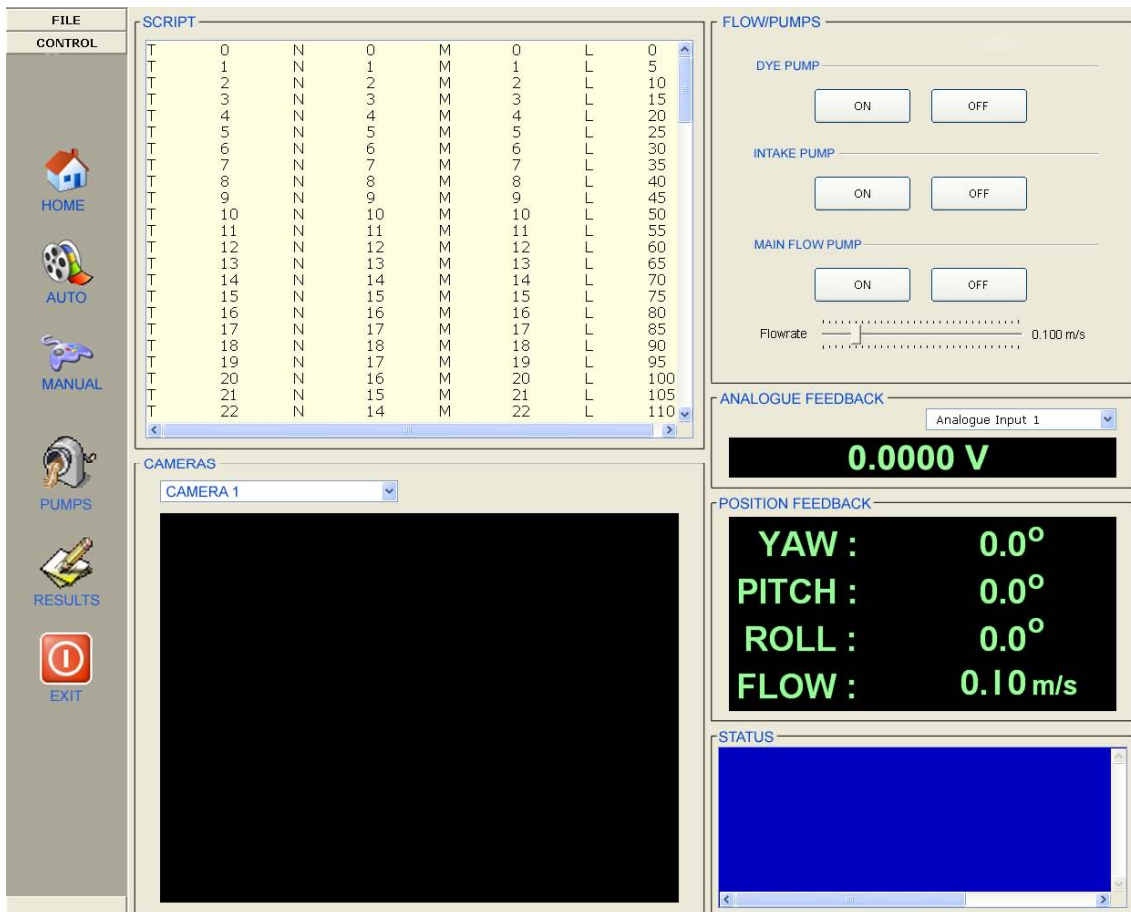 FILE
CONTROL
HOME
AUTO
MANUAL
PUMPS
RESULTS
EXIT
SCRIPT
T 0 N 0 M 0 L 0
T 1 N 1 M 1 L 5
T 2 N 2 M 2 L 10
T 3 N 3 M 3 L 15
T 4 N 4 M 4 L 20
T 5 N 5 M 5 L 25
T 6 N 6 M 6 L 30
T 7 N 7 M 7 L 35
T 8 N 8 M 8 L 40
T 9 N 9 M 9 L 45
T 10 N 10 M 10 L 50
T 11 N 11 M 11 L 55
T 12 N 12 M 12 L 60
T 13 N 13 M 13 L 65
T 14 N 14 M 14 L 70
T 15 N 15 M 15 L 75
T 16 N 16 M 16 L 80
T 17 N 17 M 17 L 85
T 18 N 18 M 18 L 90
T 19 N 17 M 19 L 95
T 20 N 16 M 20 L 100
T 21 N 15 M 21 L 105
T 22 N 14 M 22 L 110
CAMERAS
CAMERA 1
FLOW/PUMPS
DYE PUMP
ON OFF
INTAKE PUMP
ON OFF
MAIN FLOW PUMP
ON OFF
Flowrate 0.100 m/s
ANALOGUE FEEDBACK
Analogue Input 1
0.0000 V
POSITION FEEDBACK
YAW : 0.0°
PITCH : 0.0°
ROLL : 0.0°
FLOW : 0.10 m/s
STATUS